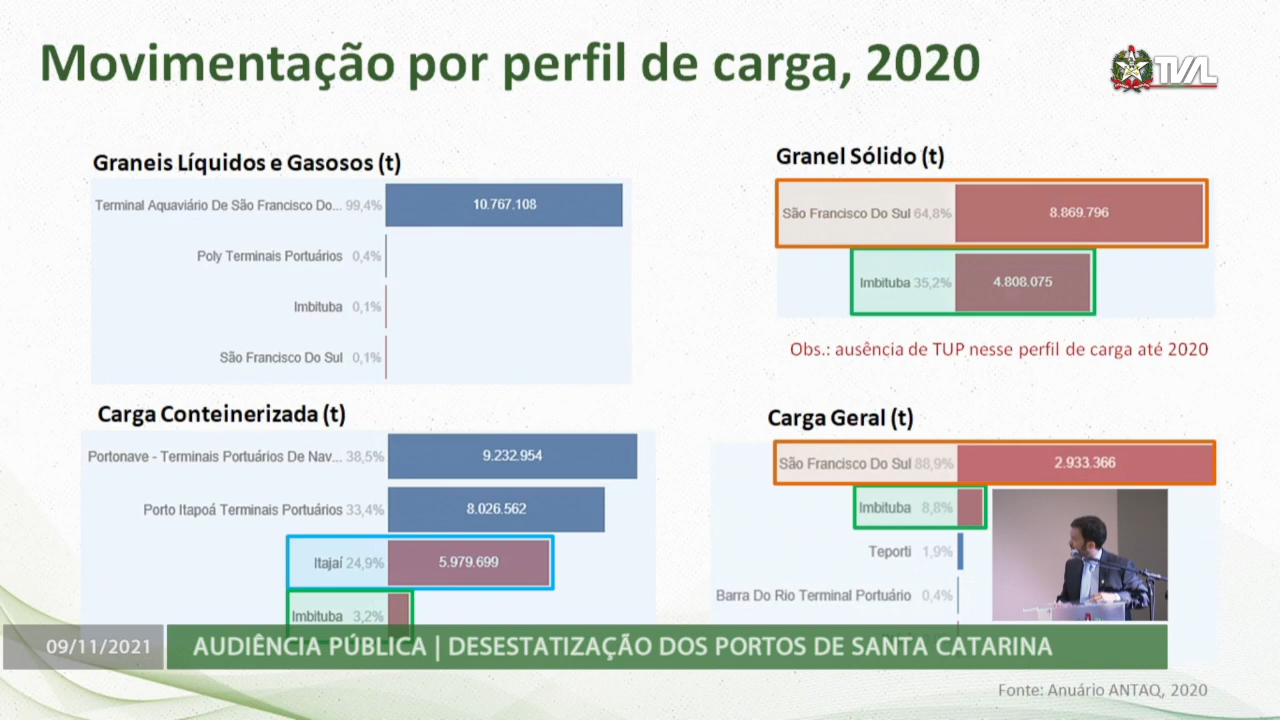 Movimentação por perfil de carga, 2020
TVAL
Graneis Líquidos e Gasosos (t)
Terminal Aquaviário De São Francisco Do... 99,4% 10.767.108
Poly Terminais Portuários 0,4%
Imbituba 0,1%
São Francisco Do Sul 0,1%
Granel Sólido (t)
São Francisco Do Sul 64,8% 8.869.796
Imbituba 35,2% 4.808.075
Obs.: ausência de TUP nesse perfil de carga até 2020
Carga Conteinerizada (t)
Portonave - Terminais Portuários De Nav... 38,5% 9.232.954
Porto Itapoá Terminais Portuários 33,4% 8.026.562
Itajaí 24,9% 5.979.699
Imbituba 3,2%
Carga Geral (t)
São Francisco Do Sul 88,9% 2.933.366
Imbituba 8,8%
Teporti 1,9%
Barra Do Rio Terminal Portuário 0,4%
09/11/2021 AUDIÊNCIA PÚBLICA | DESESTATIZAÇÃO DOS PORTOS DE SANTA CATARINA
Fonte: Anuário ANTAQ, 2020